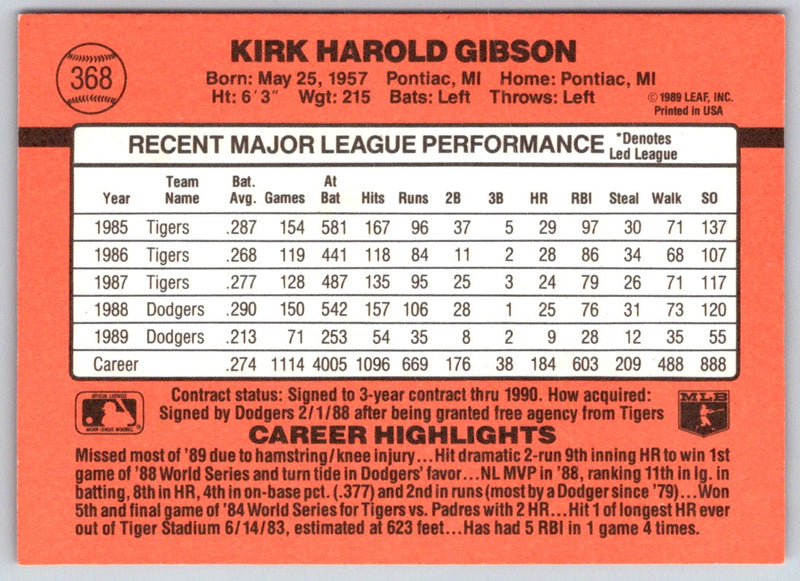 368
KIRK HAROLD GIBSON
Born: May 25, 1957 Pontiac, MI Home: Pontiac, MI
Ht: 6'3" Wgt: 215 Bats: Left Throws: Left
©1989 LEAF, INC.
Printed in USA
RECENT MAJOR LEAGUE PERFORMANCE *Denotes Led League
Year Team Name Bat. Avg. Games At Bat Hits Runs 2B 3B HR RBI Steal Walk SO
1985 Tigers .287 154 581 167 96 37 5 29 97 30 71 137
1986 Tigers .268 119 441 118 84 11 2 28 86 34 68 107
1987 Tigers .277 128 487 135 95 25 3 24 79 26 71 117
1988 Dodgers .290 150 542 157 106 28 1 25 76 31 73 120
1989 Dodgers .213 71 253 54 35 8 2 9 28 12 35 55
Career .274 1114 4005 1096 669 176 38 184 603 209 488 888
Contract status: Signed to 3-year contract thru 1990. How acquired:
Signed by Dodgers 2/1/88 after being granted free agency from Tigers
OFFICIAL LICENSEE
MAJOR LEAGUE BASEBALL
MLB
CAREER HIGHLIGHTS
Missed most of '89 due to hamstring/knee injury...Hit dramatic 2-run 9th inning HR to win 1st
game of '88 World Series and turn tide in Dodgers' favor...NL MVP in '88, ranking 11th in lg. in
batting, 8th in HR, 4th in on-base pct. (.377) and 2nd in runs (most by a Dodger since '79)...Won
5th and final game of '84 World Series for Tigers vs. Padres with 2 HR...Hit 1 of longest HR ever
out of Tiger Stadium 6/14/83, estimated at 623 feet...Has had 5 RBI in 1 game 4 times.